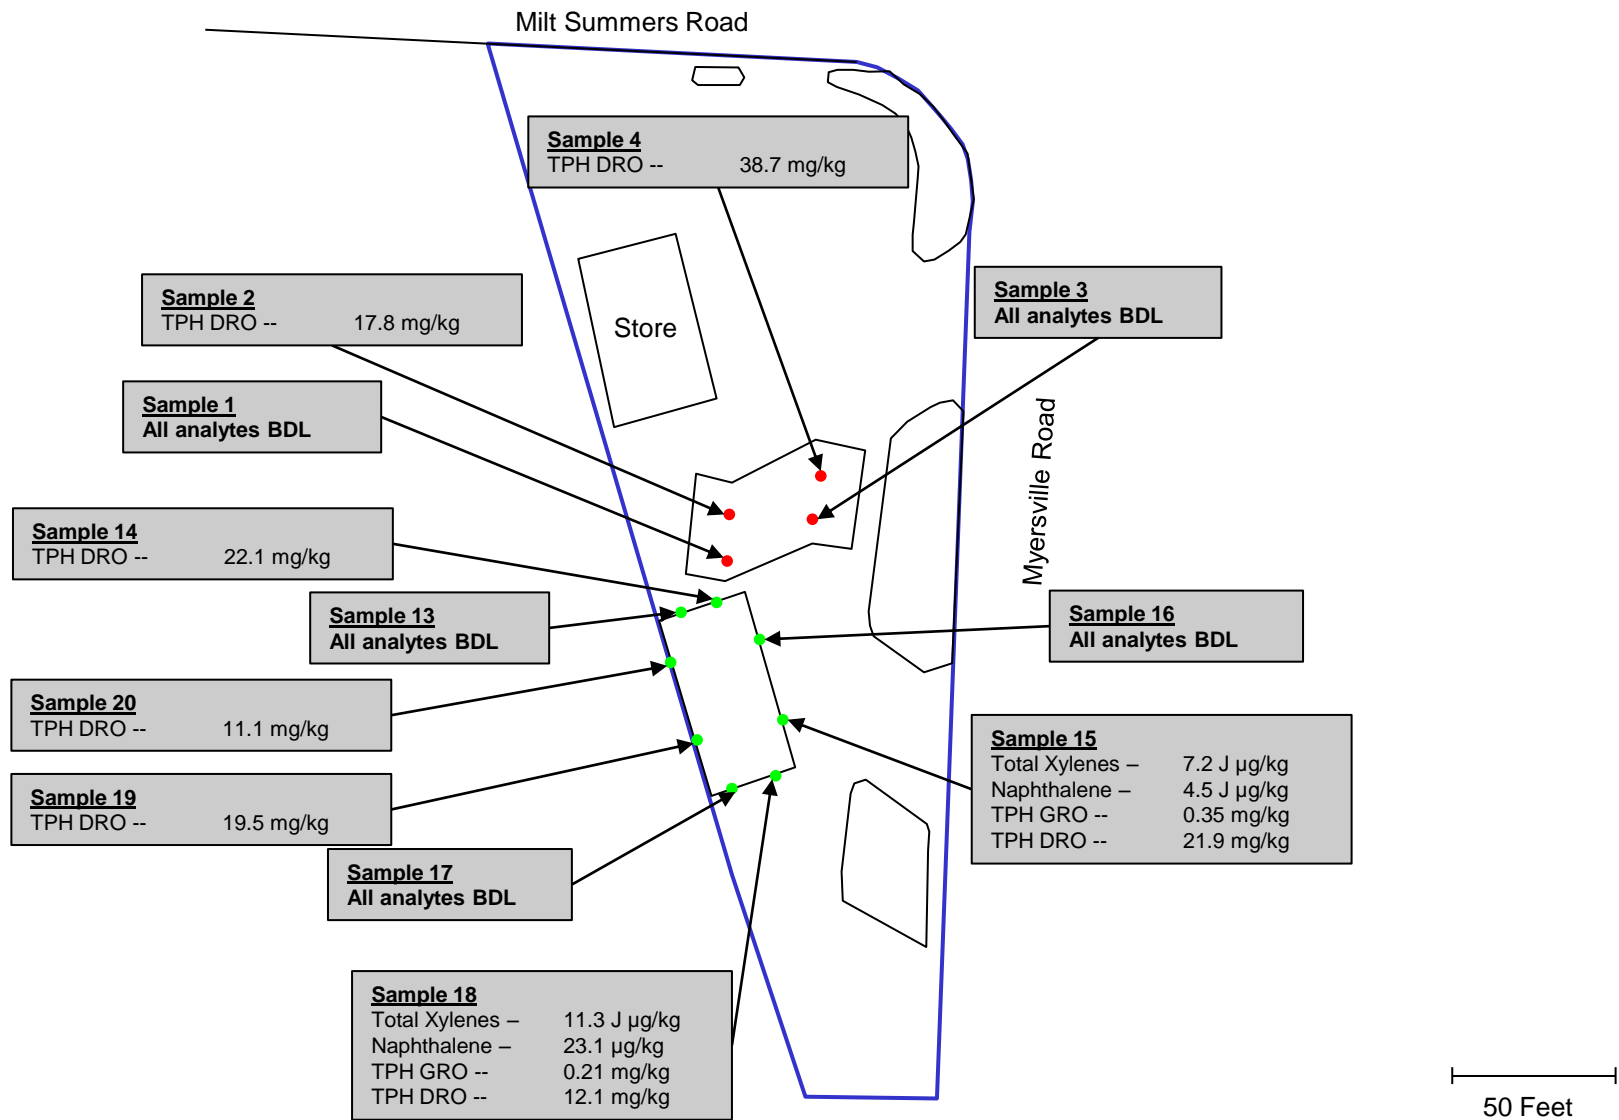 Milt Summers Road
Sample 4
TPH DRO -- 38.7 mg/kg
Sample 2
TPH DRO -- 17.8 mg/kg
Sample 3
All analytes BDL
Store
Sample 1
All analytes BDL
Myersville Road
Sample 14
TPH DRO -- 22.1 mg/kg
Sample 13
All analytes BDL
Sample 16
All analytes BDL
Sample 20
TPH DRO -- 11.1 mg/kg
Sample 15
Total Xylenes – 7.2 J µg/kg
Naphthalene – 4.5 J µg/kg
TPH GRO -- 0.35 mg/kg
TPH DRO -- 21.9 mg/kg
Sample 19
TPH DRO -- 19.5 mg/kg
Sample 17
All analytes BDL
Sample 18
Total Xylenes – 11.3 J µg/kg
Naphthalene – 23.1 µg/kg
TPH GRO -- 0.21 mg/kg
TPH DRO -- 12.1 mg/kg
50 Feet